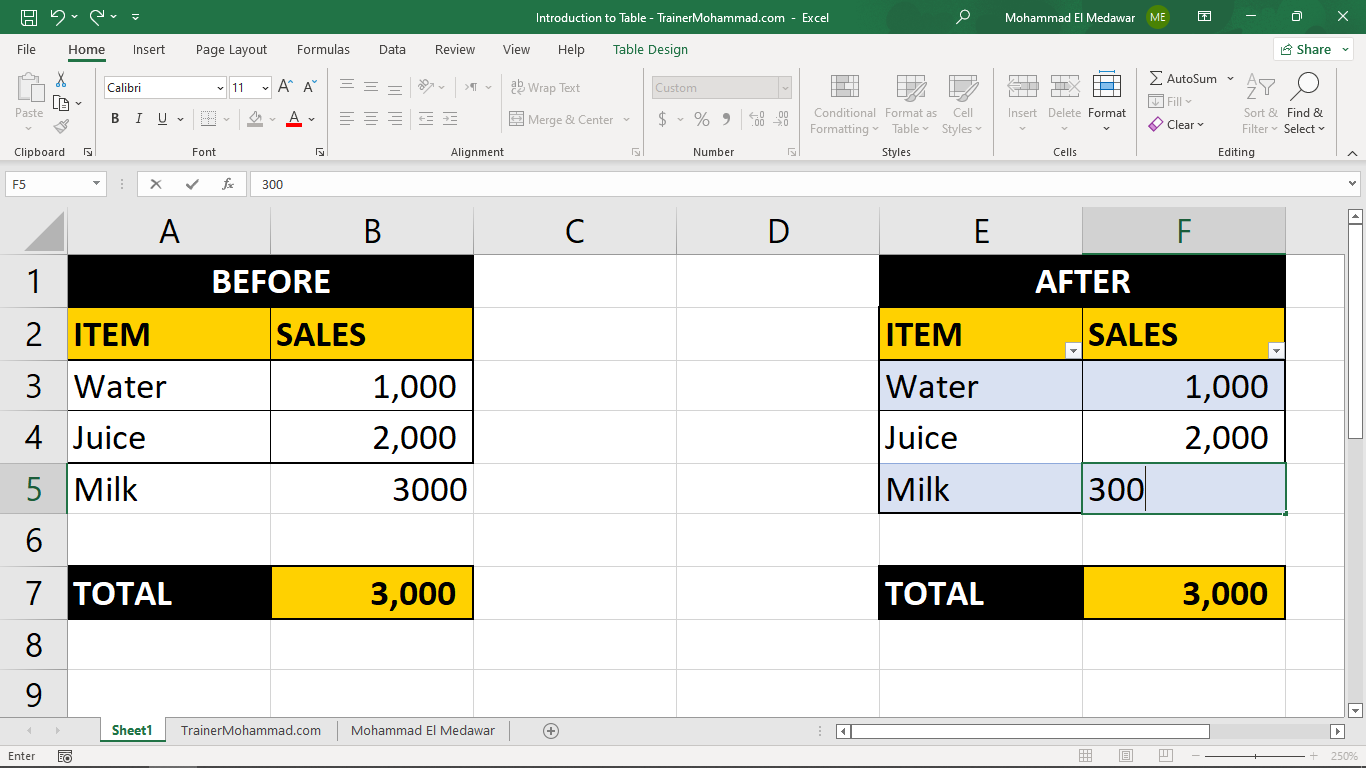 Introduction to Table - TrainerMohammad.com - Excel
Mohammad El Medawar
ME
File Home Insert Page Layout Formulas Data Review View Help Table Design
Share
Paste
Clipboard
Calibri 11
B I U A
Font
ab Wrap Text
Merge & Center
Alignment
Custom
$ % 9
Number
Conditional Formatting
Format as Table
Cell Styles
Styles
Insert Delete Format
Cells
AutoSum
Fill
Clear
Sort & Filter
Find & Select
Editing
F5 fx 300
A B C D E F
1 BEFORE AFTER
2 ITEM SALES ITEM SALES
3 Water 1,000 Water 1,000
4 Juice 2,000 Juice 2,000
5 Milk 3000 Milk 300
6
7 TOTAL 3,000 TOTAL 3,000
8
9
Sheet1 TrainerMohammad.com Mohammad El Medawar
Enter 250%